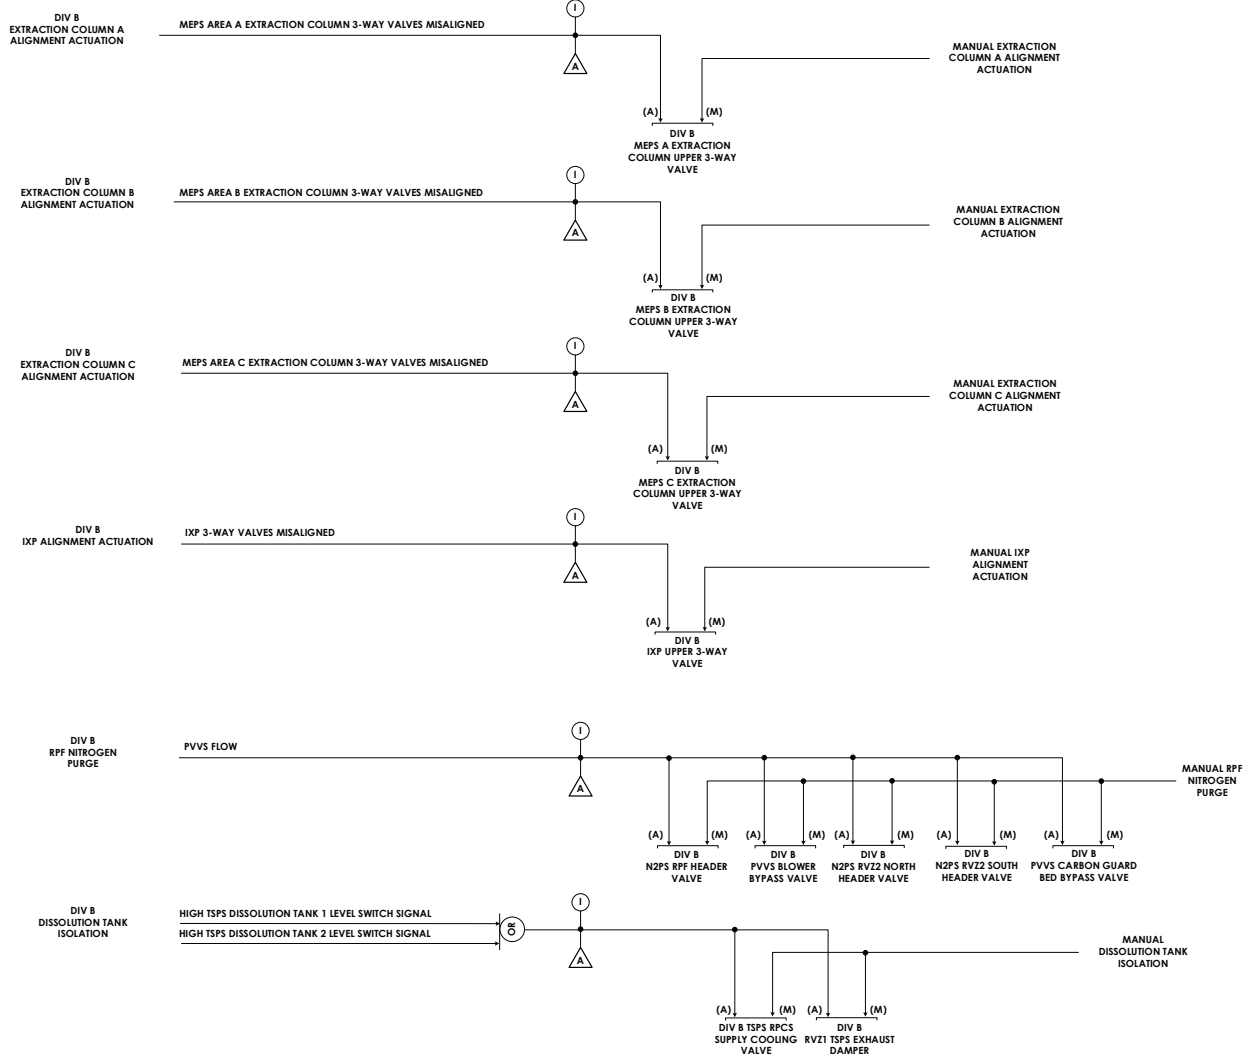 DIV B
EXTRACTION COLUMN A
ALIGNMENT ACTUATION
MEPS AREA A EXTRACTION COLUMN 3-WAY VALVES MISALIGNED
I
A
MANUAL EXTRACTION
COLUMN A ALIGNMENT
ACTUATION
(A)
(M)
DIV B
MEPS A EXTRACTION
COLUMN UPPER 3-WAY
VALVE
DIV B
EXTRACTION COLUMN B
ALIGNMENT ACTUATION
MEPS AREA B EXTRACTION COLUMN 3-WAY VALVES MISALIGNED
I
A
MANUAL EXTRACTION
COLUMN B ALIGNMENT
ACTUATION
(A)
(M)
DIV B
MEPS B EXTRACTION
COLUMN UPPER 3-WAY
VALVE
DIV B
EXTRACTION COLUMN C
ALIGNMENT ACTUATION
MEPS AREA C EXTRACTION COLUMN 3-WAY VALVES MISALIGNED
I
A
MANUAL EXTRACTION
COLUMN C ALIGNMENT
ACTUATION
(A)
(M)
DIV B
MEPS C EXTRACTION
COLUMN UPPER 3-WAY
VALVE
DIV B
IXP ALIGNMENT ACTUATION
IXP 3-WAY VALVES MISALIGNED
I
A
MANUAL IXP
ALIGNMENT
ACTUATION
(A)
(M)
DIV B
IXP UPPER 3-WAY
VALVE
DIV B
RPF NITROGEN
PURGE
PVVS FLOW
I
A
MANUAL RPF
NITROGEN
PURGE
(A)
(M)
DIV B
N2PS RPF HEADER
VALVE
(A)
(M)
DIV B
PVVS BLOWER
BYPASS VALVE
(A)
(M)
DIV B
N2PS RVZ2 NORTH
HEADER VALVE
(A)
(M)
DIV B
N2PS RVZ2 SOUTH
HEADER VALVE
(A)
(M)
DIV B
PVVS CARBON GUARD
BED BYPASS VALVE
DIV B
DISSOLUTION TANK
ISOLATION
HIGH TSPS DISSOLUTION TANK 1 LEVEL SWITCH SIGNAL
HIGH TSPS DISSOLUTION TANK 2 LEVEL SWITCH SIGNAL
OR
I
A
MANUAL
DISSOLUTION TANK
ISOLATION
(A)
(M)
DIV B TSPS RPCS
SUPPLY COOLING
VALVE
(A)
(M)
DIV B
RVZ1 TSPS EXHAUST
DAMPER